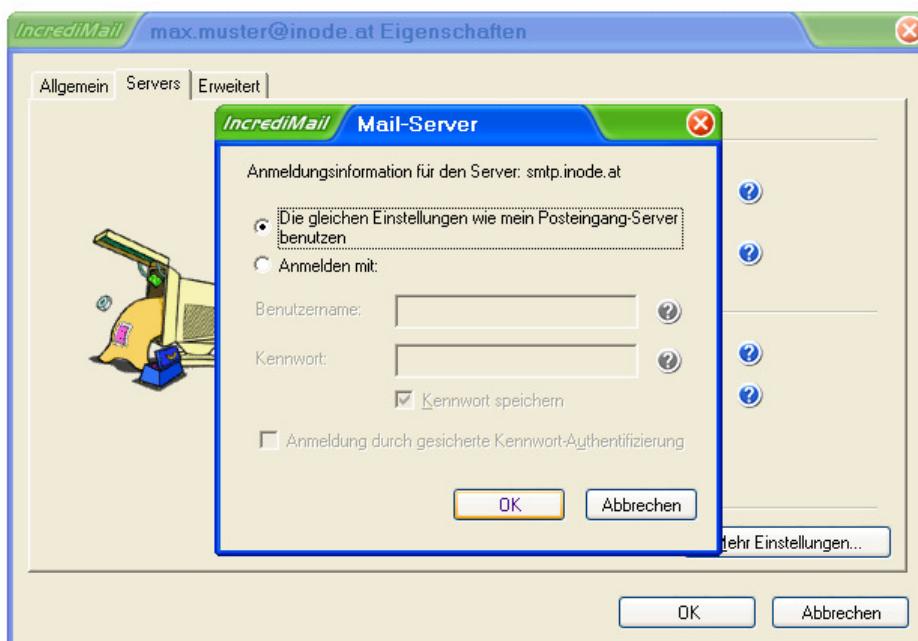 IncrediMail max.muster@inode.at Eigenschaften
Allgemein Servers Erweitert
IncrediMail Mail-Server
Anmeldungsinformation für den Server: smtp.inode.at
Die gleichen Einstellungen wie mein Posteingang-Server
benutzen
Anmelden mit:
Benutzername:
Kennwort:
Kennwort speichern
Anmeldung durch gesicherte Kennwort-Authentifizierung
OK Abbrechen
Mehr Einstellungen...
OK Abbrechen